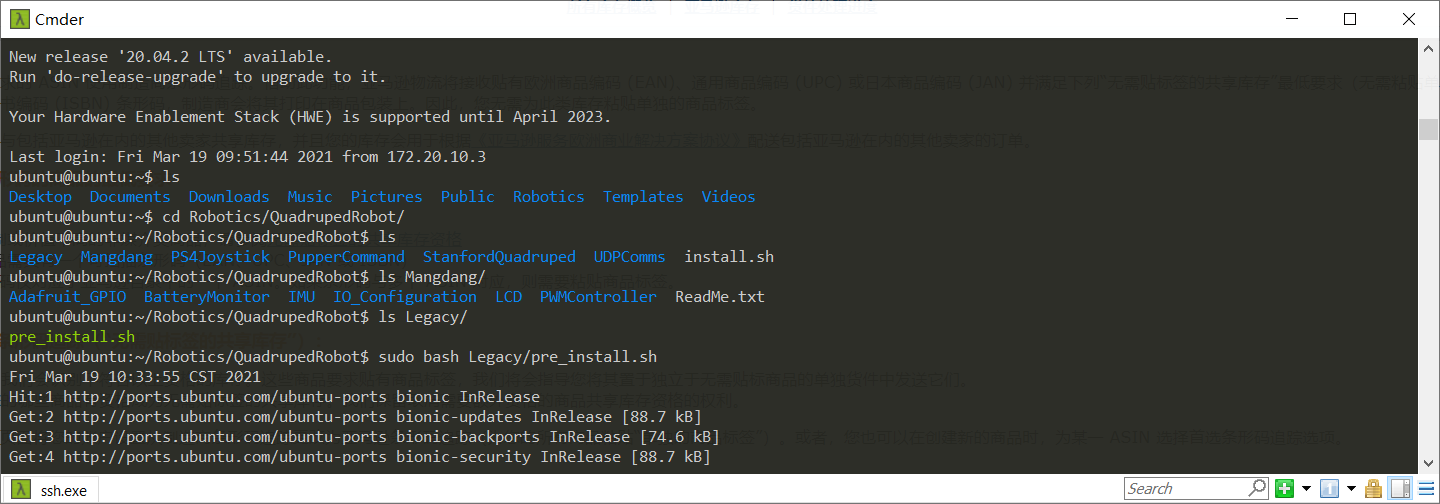 Cmder
New release '20.04.2 LTS' available.
Run 'do-release-upgrade' to upgrade to it.
Your Hardware Enablement Stack (HWE) is supported until April 2023.
Last login: Fri Mar 19 09:51:44 2021 from 172.20.10.3
ubuntu@ubuntu:~$ ls
Desktop  Documents  Downloads  Music  Pictures  Public  Robotics  Templates  Videos
ubuntu@ubuntu:~$ cd Robotics/QuadrupedRobot/
ubuntu@ubuntu:~/Robotics/QuadrupedRobot$ ls
Legacy  Mangdang  PS4Joystick  PupperCommand  StanfordQuadruped  UDPComms  install.sh
ubuntu@ubuntu:~/Robotics/QuadrupedRobot$ ls Mangdang/
Adafruit_GPIO  BatteryMonitor  IMU  IO_Configuration  LCD  PWMController  ReadMe.txt
ubuntu@ubuntu:~/Robotics/QuadrupedRobot$ ls Legacy/
pre_install.sh
ubuntu@ubuntu:~/Robotics/QuadrupedRobot$ sudo bash Legacy/pre_install.sh
Fri Mar 19 10:33:55 CST 2021
Hit:1 http://ports.ubuntu.com/ubuntu-ports bionic InRelease
Get:2 http://ports.ubuntu.com/ubuntu-ports bionic-updates InRelease [88.7 kB]
Get:3 http://ports.ubuntu.com/ubuntu-ports bionic-backports InRelease [74.6 kB]
Get:4 http://ports.ubuntu.com/ubuntu-ports bionic-security InRelease [88.7 kB]
ssh.exe
Search